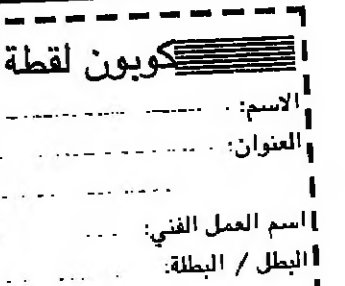 كوبون لقطة
الاسم:
العنوان:
اسم العمل الفني:
البطل / البطلة: